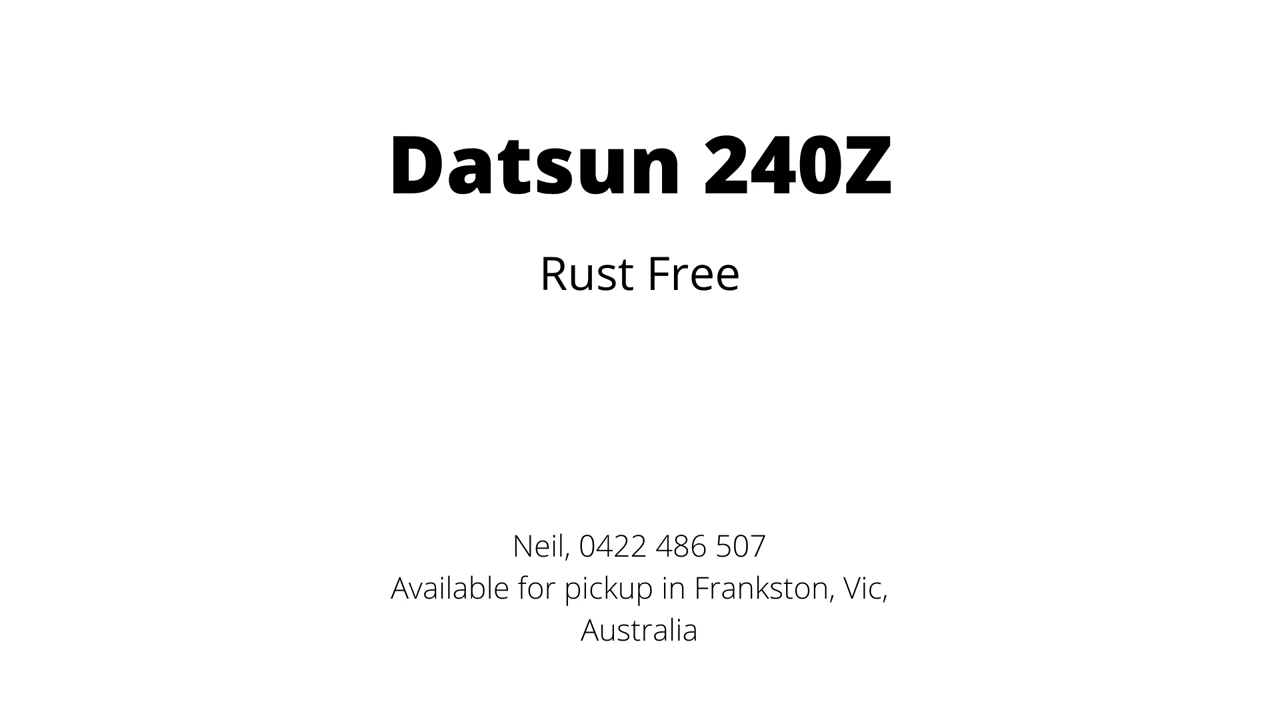 Datsun 240Z
Rust Free
Neil, 0422 486 507
Available for pickup in Frankston, Vic,
Australia